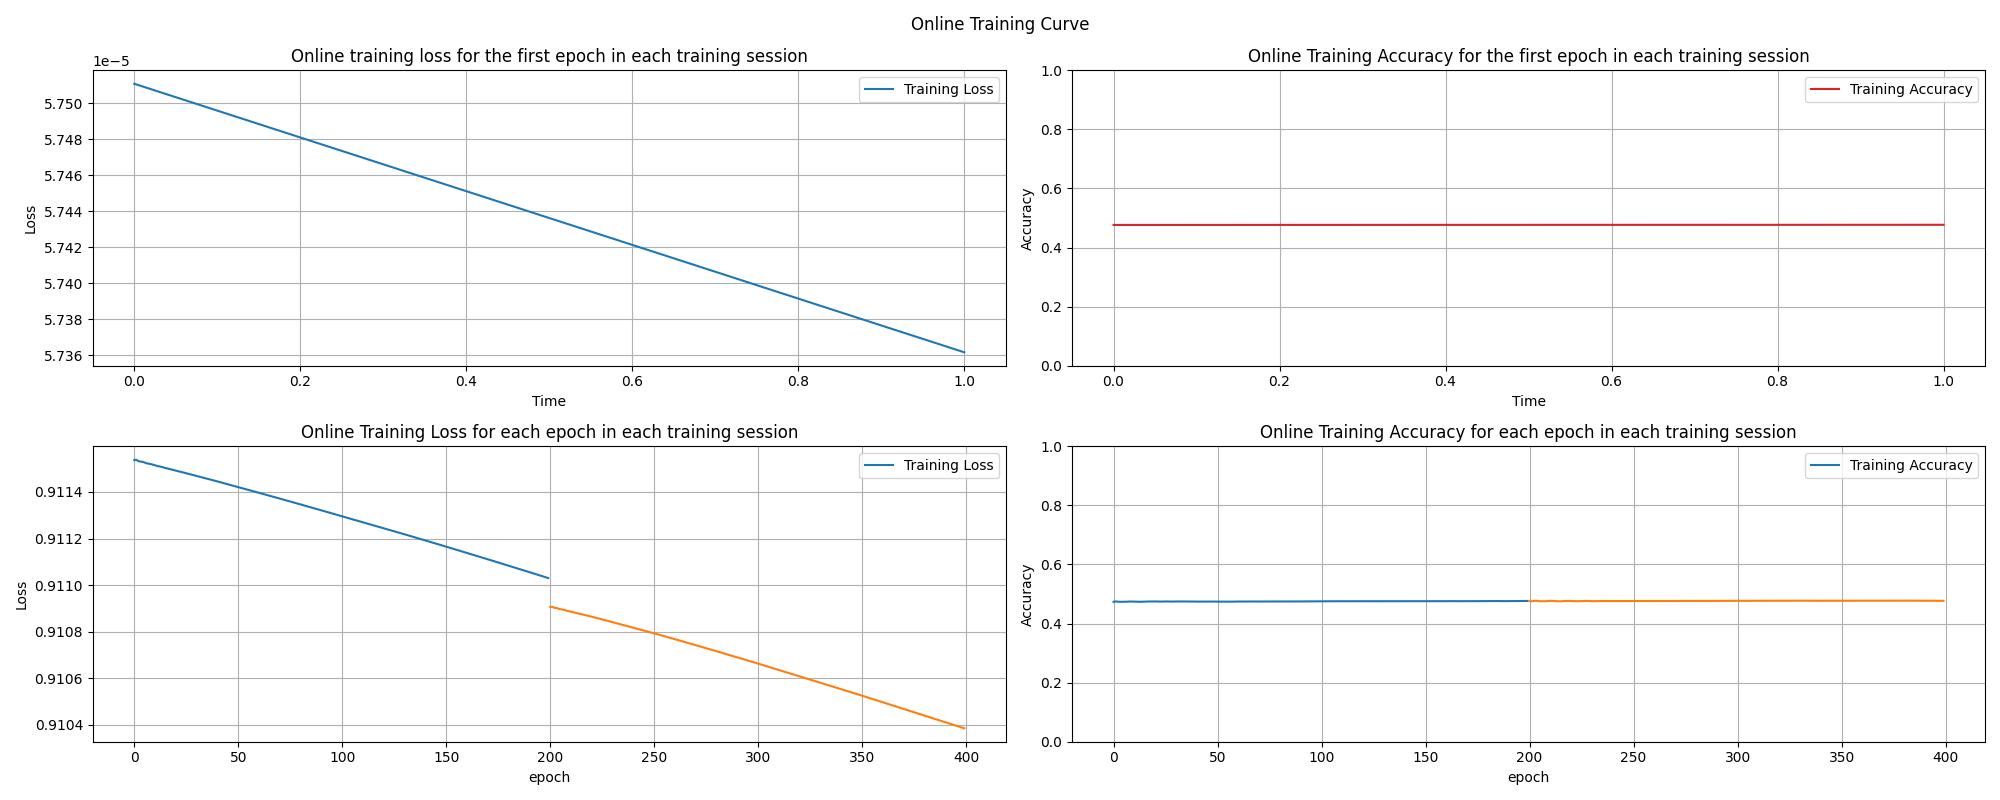 Online Training Curve
Online training loss for the first epoch in each training session
1e−5
Training Loss
5.750
5.748
5.746
5.744
5.742
5.740
5.738
5.736
Loss
0.0 0.2 0.4 0.6 0.8 1.0
Time
Online Training Accuracy for the first epoch in each training session
Training Accuracy
1.0
0.8
0.6
0.4
0.2
0.0
Accuracy
0.0 0.2 0.4 0.6 0.8 1.0
Time
Online Training Loss for each epoch in each training session
Training Loss
0.9114
0.9112
0.9110
0.9108
0.9106
0.9104
Loss
0 50 100 150 200 250 300 350 400
epoch
Online Training Accuracy for each epoch in each training session
Training Accuracy
1.0
0.8
0.6
0.4
0.2
0.0
Accuracy
0 50 100 150 200 250 300 350 400
epoch